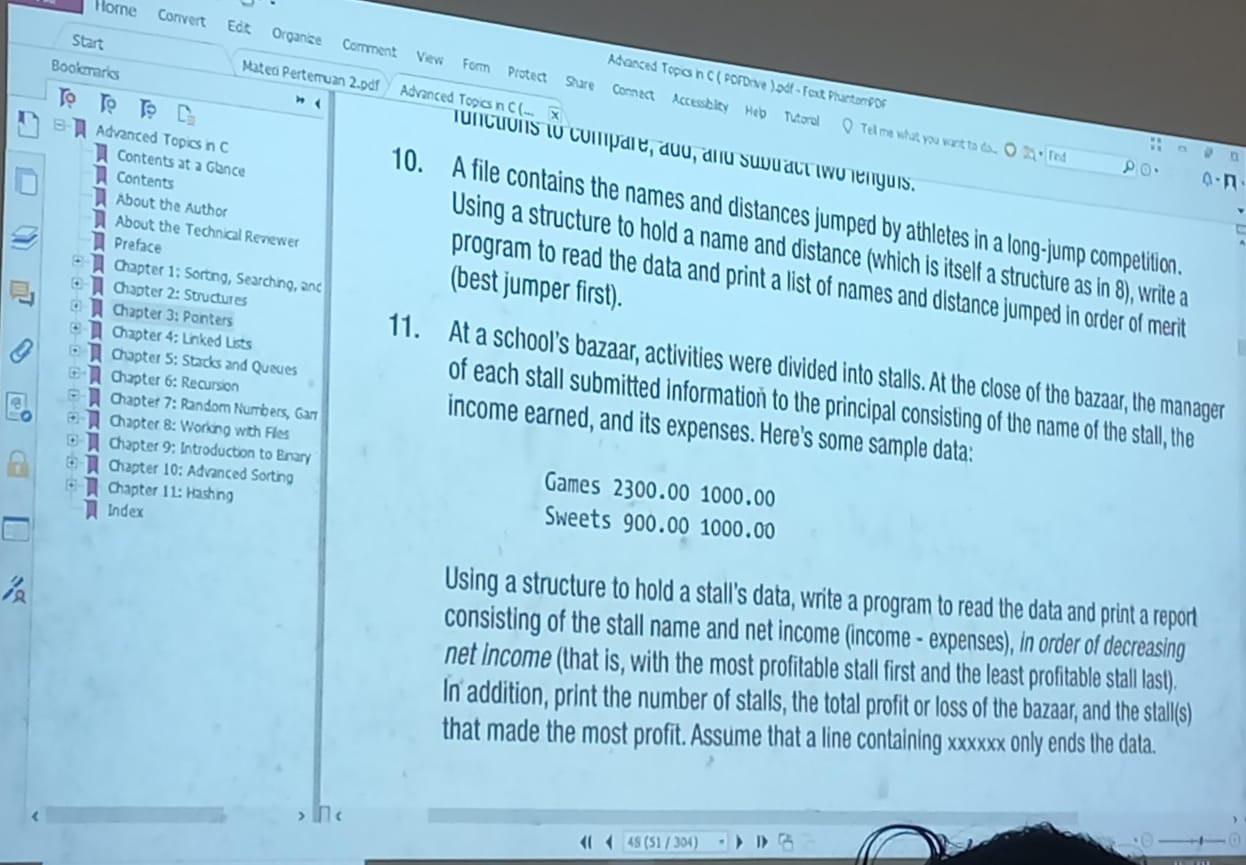 Home Convert Edit Organize Comment View Form Protect Share Connect Accessibility Help Tutorial Tell me what you want to do... Find
Advanced Topics in C ( PDFDrive ).pdf - Foxit PhantomPDF
Start
Materi Pertemuan 2.pdf
Advanced Topics in C (...
Bookmarks
Advanced Topics in C
Contents at a Glance
Contents
About the Author
About the Technical Reviewer
Preface
Chapter 1: Sorting, Searching, and
Chapter 2: Structures
Chapter 3: Pointers
Chapter 4: Linked Lists
Chapter 5: Stacks and Queues
Chapter 6: Recursion
Chapter 7: Random Numbers, Gam
Chapter 8: Working with Files
Chapter 9: Introduction to Binary
Chapter 10: Advanced Sorting
Chapter 11: Hashing
Index
functions to compare, add, and subtract two lengths.
10. A file contains the names and distances jumped by athletes in a long-jump competition.
Using a structure to hold a name and distance (which is itself a structure as in 8), write a
program to read the data and print a list of names and distance jumped in order of merit
(best jumper first).
11. At a school's bazaar, activities were divided into stalls. At the close of the bazaar, the manager
of each stall submitted information to the principal consisting of the name of the stall, the
income earned, and its expenses. Here's some sample data:
Games 2300.00 1000.00
Sweets 900.00 1000.00
Using a structure to hold a stall's data, write a program to read the data and print a report
consisting of the stall name and net income (income - expenses), in order of decreasing
net income (that is, with the most profitable stall first and the least profitable stall last).
In addition, print the number of stalls, the total profit or loss of the bazaar, and the stall(s)
that made the most profit. Assume that a line containing xxxxxx only ends the data.
48 (51 / 304)